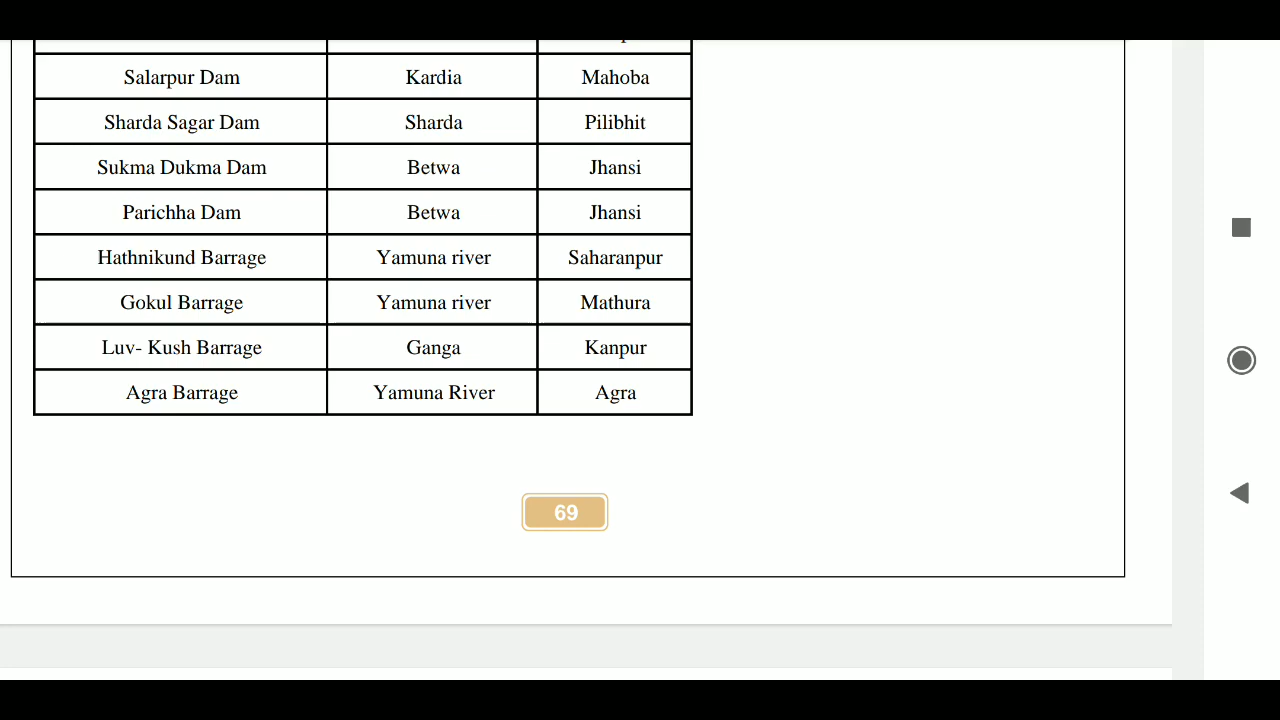 Salarpur Dam Kardia Mahoba
Sharda Sagar Dam Sharda Pilibhit
Sukma Dukma Dam Betwa Jhansi
Parichha Dam Betwa Jhansi
Hathnikund Barrage Yamuna river Saharanpur
Gokul Barrage Yamuna river Mathura
Luv- Kush Barrage Ganga Kanpur
Agra Barrage Yamuna River Agra
69